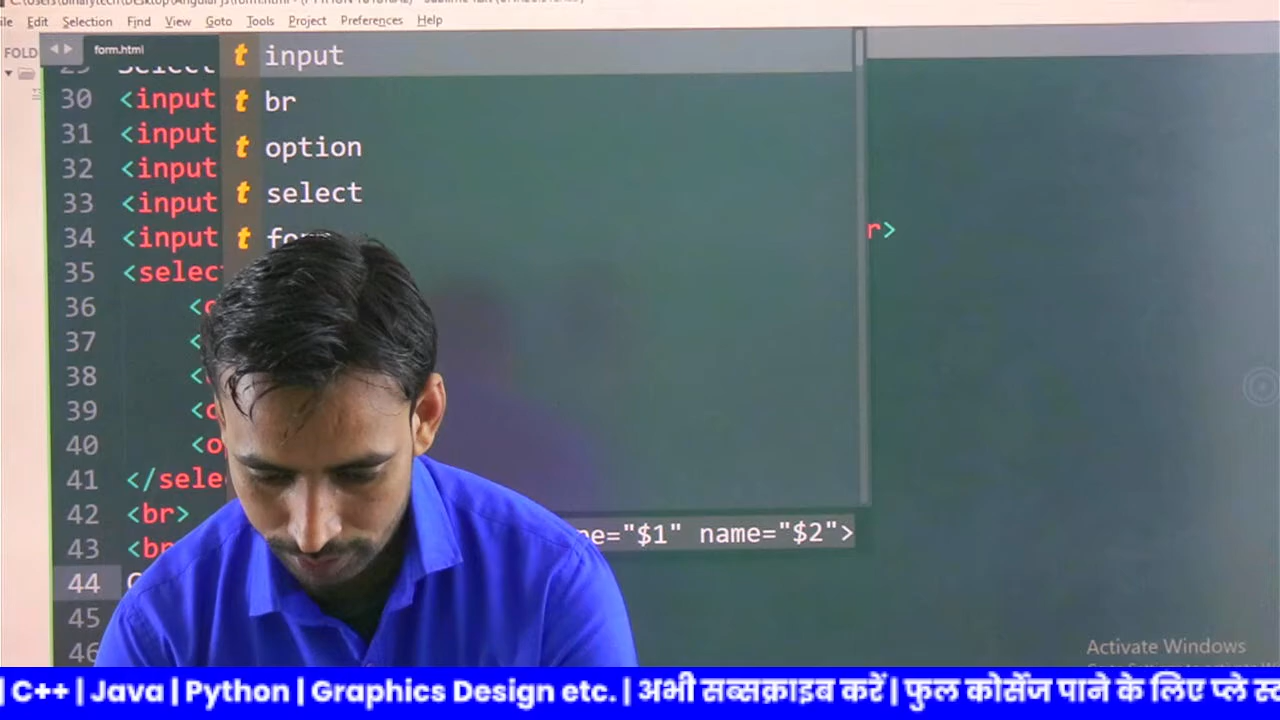 Edit Selection Find View Goto Tools Project Preferences Help
FOLD
form.html
input
br
option
select
30 <input
31 <input
32 <input
33 <input
34 <input
r>
35 <selec
36 <
37 <
38 <
39 <
40 <o
41 </sele
42 <br>
43 <br
="$1" name="$2">
44
45
46
Activate Windows
| C++ | Java | Python | Graphics Design etc. | अभी सब्सक्राइब करें | फुल कोर्सेज पाने के लिए प्ले